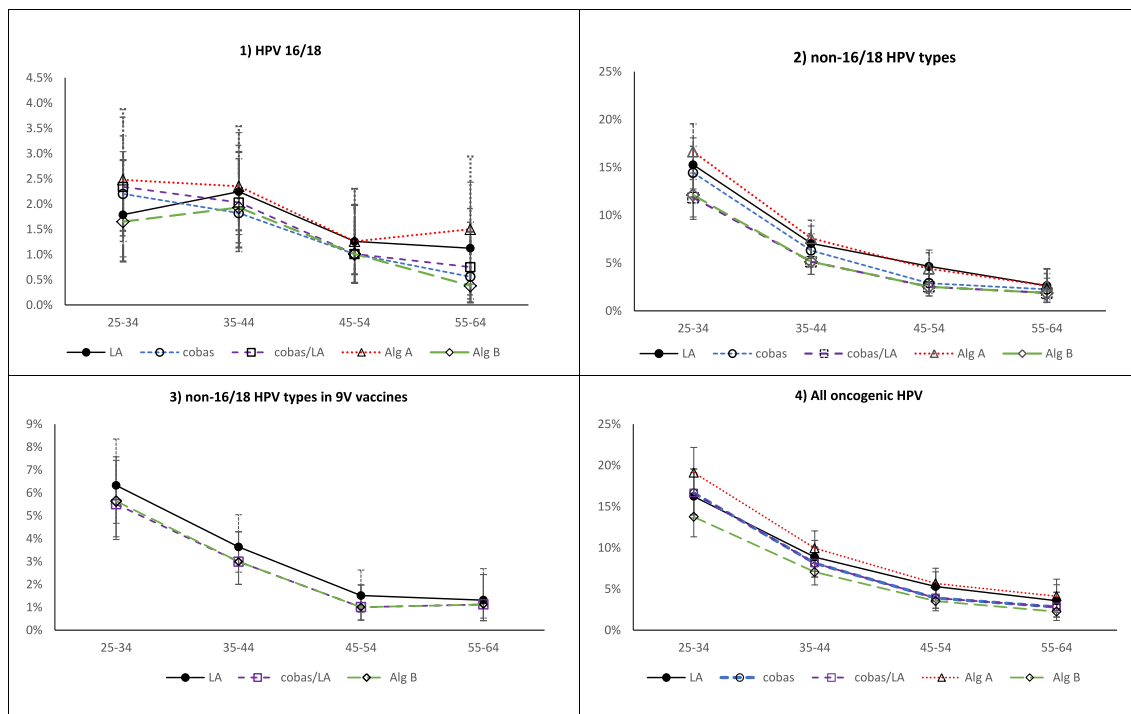 1) HPV 16/18
4.5%
4.0%
3.5%
3.0%
2.5%
2.0%
1.5%
1.0%
0.5%
0.0%
25-34 35-44 45-54 55-64
LA cobas cobas/LA Alg A Alg B
2) non-16/18 HPV types
25%
20%
15%
10%
5%
0%
25-34 35-44 45-54 55-64
LA cobas cobas/LA Alg A Alg B
3) non-16/18 HPV types in 9V vaccines
9%
8%
7%
6%
5%
4%
3%
2%
1%
0%
25-34 35-44 45-54 55-64
LA cobas/LA Alg B
4) All oncogenic HPV
25%
20%
15%
10%
5%
0%
25-34 35-44 45-54 55-64
LA cobas cobas/LA Alg A Alg B